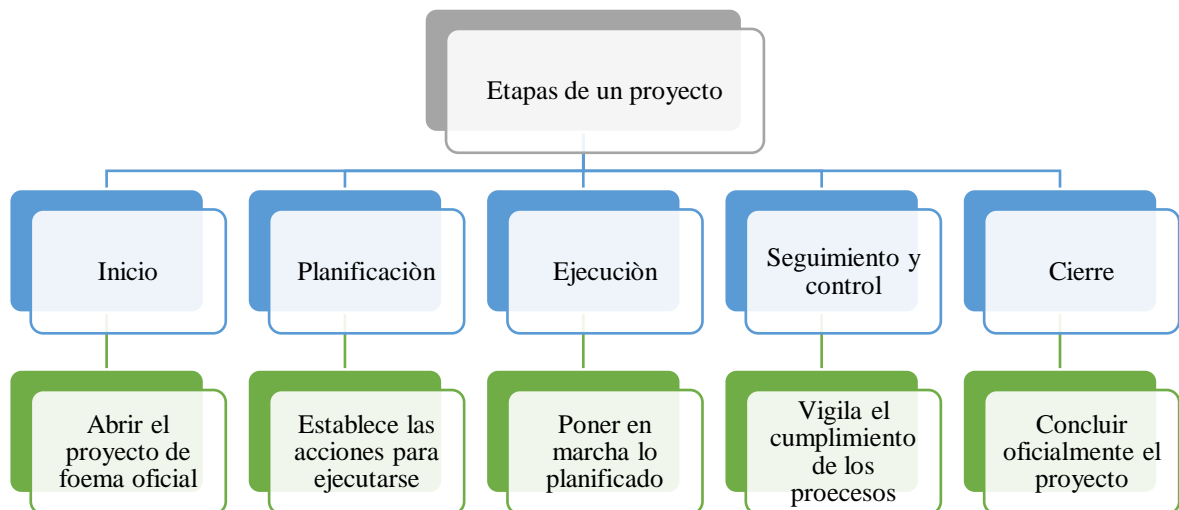 Etapas de un proyecto
Inicio
Planificaciòn
Ejecuciòn
Seguimiento y
control
Cierre
Abrir el
proyecto de
foema oficial
Establece las
acciones para
ejecutarse
Poner en
marcha lo
planificado
Vigila el
cumplimiento
de los
proecesos
Concluir
oficialmente el
proyecto